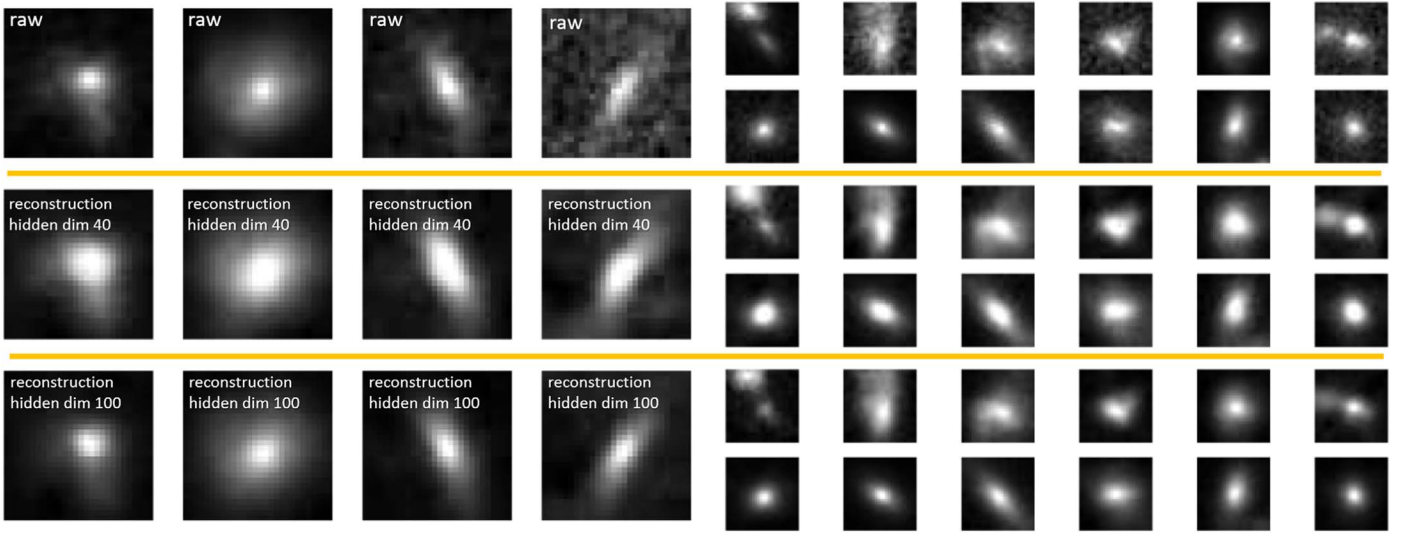 raw
raw
raw
raw
reconstruction
hidden dim 40
reconstruction
hidden dim 40
reconstruction
hidden dim 40
reconstruction
hidden dim 40
reconstruction
hidden dim 100
reconstruction
hidden dim 100
reconstruction
hidden dim 100
reconstruction
hidden dim 100